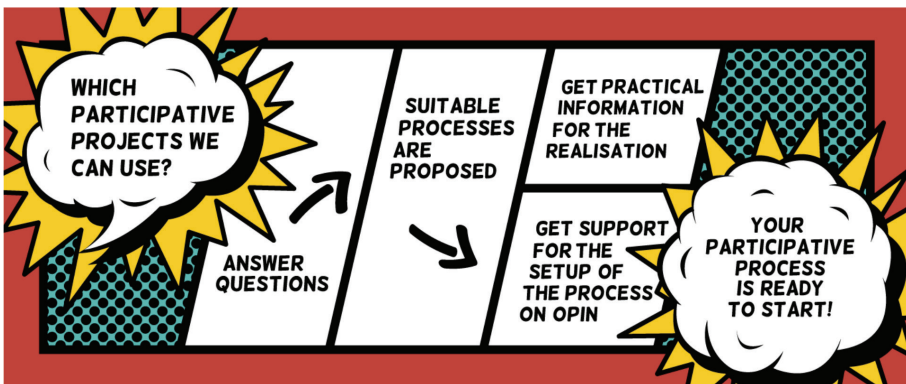 WHICH
PARTICIPATIVE
PROJECTS WE
CAN USE?
ANSWER
QUESTIONS
SUITABLE
PROCESSES
ARE
PROPOSED
GET PRACTICAL
INFORMATION
FOR THE
REALISATION
GET SUPPORT
FOR THE
SETUP OF
THE PROCESS
ON OPIN
YOUR
PARTICIPATIVE
PROCESS
IS READY
TO START!